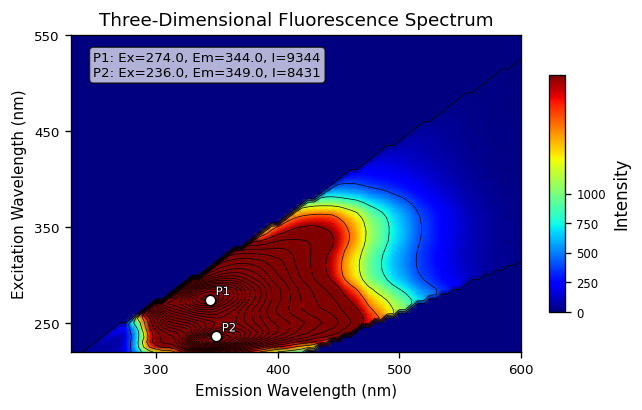 Three-Dimensional Fluorescence Spectrum
P1: Ex=274.0, Em=344.0, I=9344
P2: Ex=236.0, Em=349.0, I=8431
550
450
350
250
Excitation Wavelength (nm)
P1
P2
300
400
500
600
Emission Wavelength (nm)
1000
750
500
250
0
Intensity